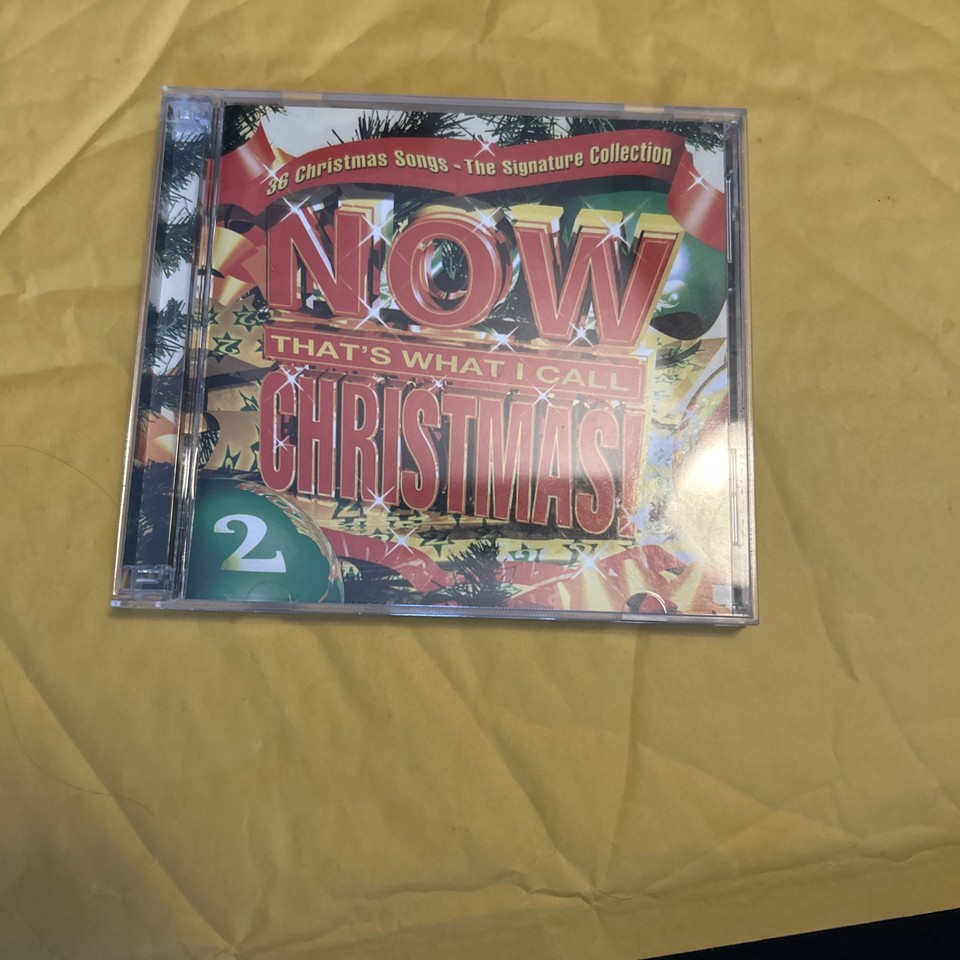 36 Christmas Songs - The Signature Collection
NOW
THAT'S WHAT I CALL
CHRISTMAS!
2